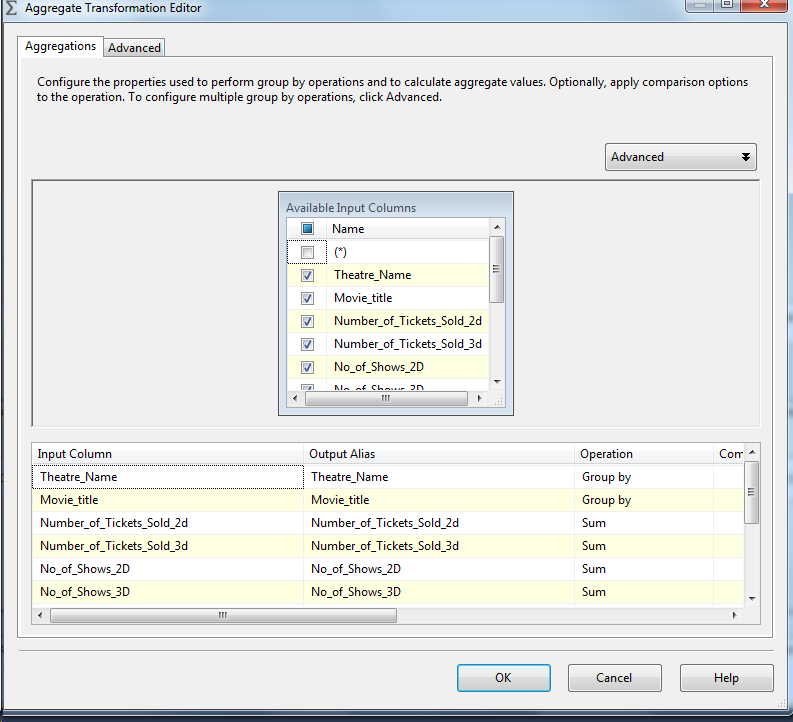 Σ Aggregate Transformation Editor
Aggregations Advanced
Configure the properties used to perform group by operations and to calculate aggregate values. Optionally, apply comparison options
to the operation. To configure multiple group by operations, click Advanced.
Advanced
Available Input Columns
Name
(*)
Theatre_Name
Movie_title
Number_of_Tickets_Sold_2d
Number_of_Tickets_Sold_3d
No_of_Shows_2D
No_of_Shows_3D
Input Column Output Alias Operation Com
Theatre_Name Theatre_Name Group by
Movie_title Movie_title Group by
Number_of_Tickets_Sold_2d Number_of_Tickets_Sold_2d Sum
Number_of_Tickets_Sold_3d Number_of_Tickets_Sold_3d Sum
No_of_Shows_2D No_of_Shows_2D Sum
No_of_Shows_3D No_of_Shows_3D Sum
OK Cancel Help